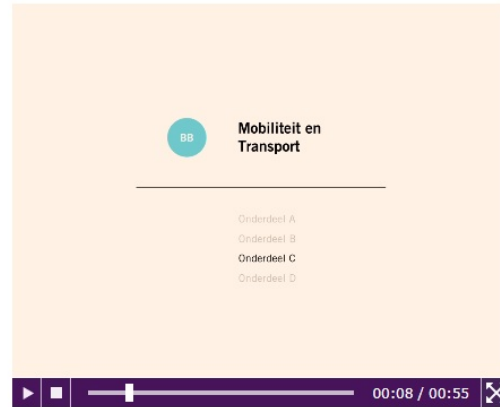 BB
Mobiliteit en
Transport
Onderdeel A
Onderdeel B
Onderdeel C
Onderdeel D
00:08 / 00:55